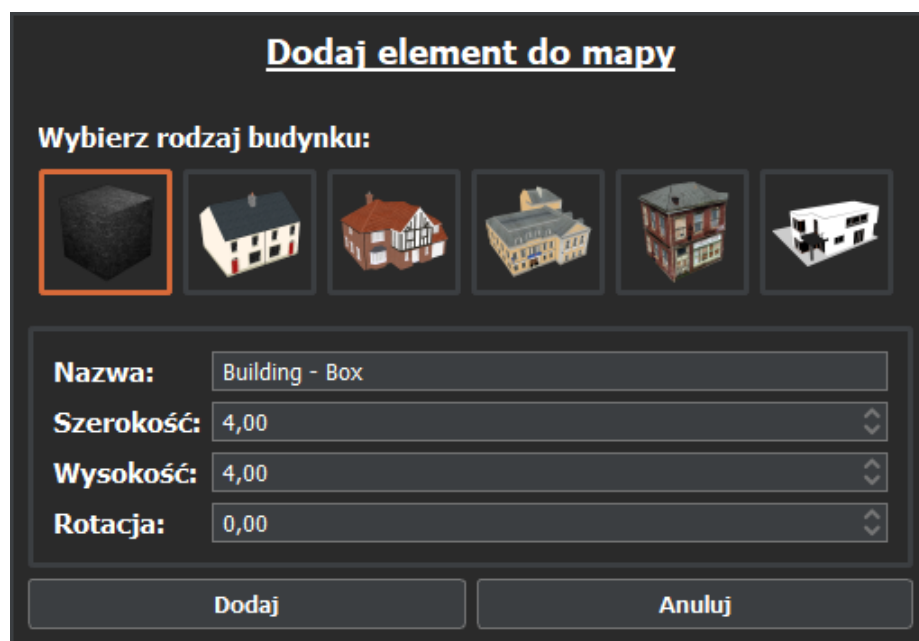 Dodaj element do mapy
Wybierz rodzaj budynku:
Nazwa: Building - Box
Szerokość: 4,00
Wysokość: 4,00
Rotacja: 0,00
Dodaj Anuluj